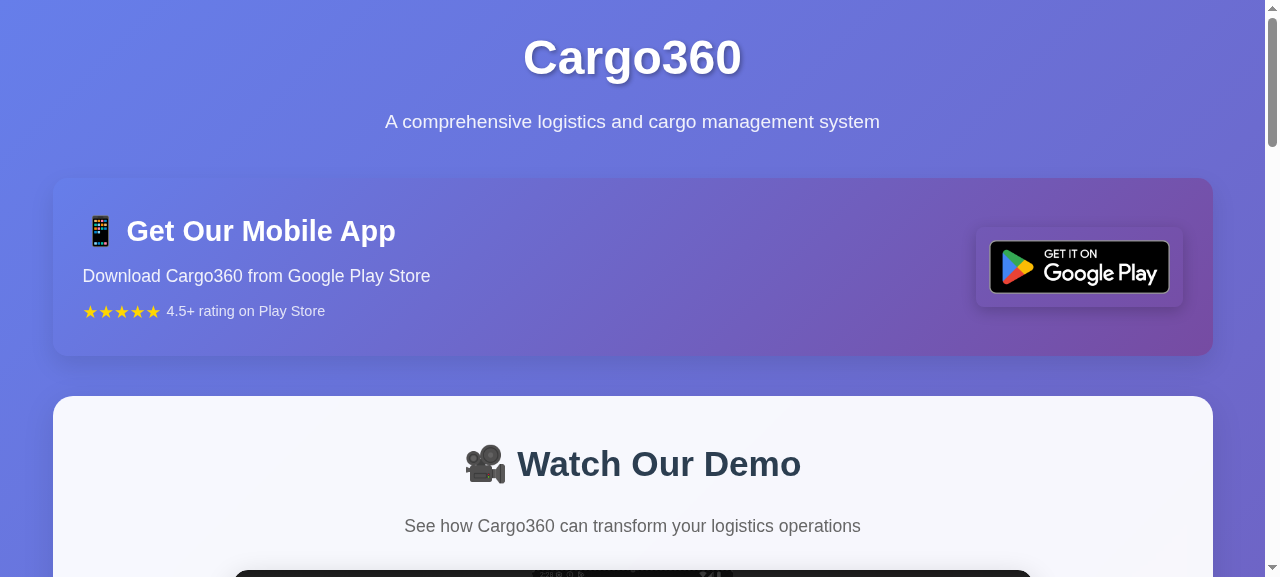 Cargo360
A comprehensive logistics and cargo management system
📱 Get Our Mobile App
Download Cargo360 from Google Play Store
★★★★★ 4.5+ rating on Play Store
GET IT ON
Google Play
🎥 Watch Our Demo
See how Cargo360 can transform your logistics operations